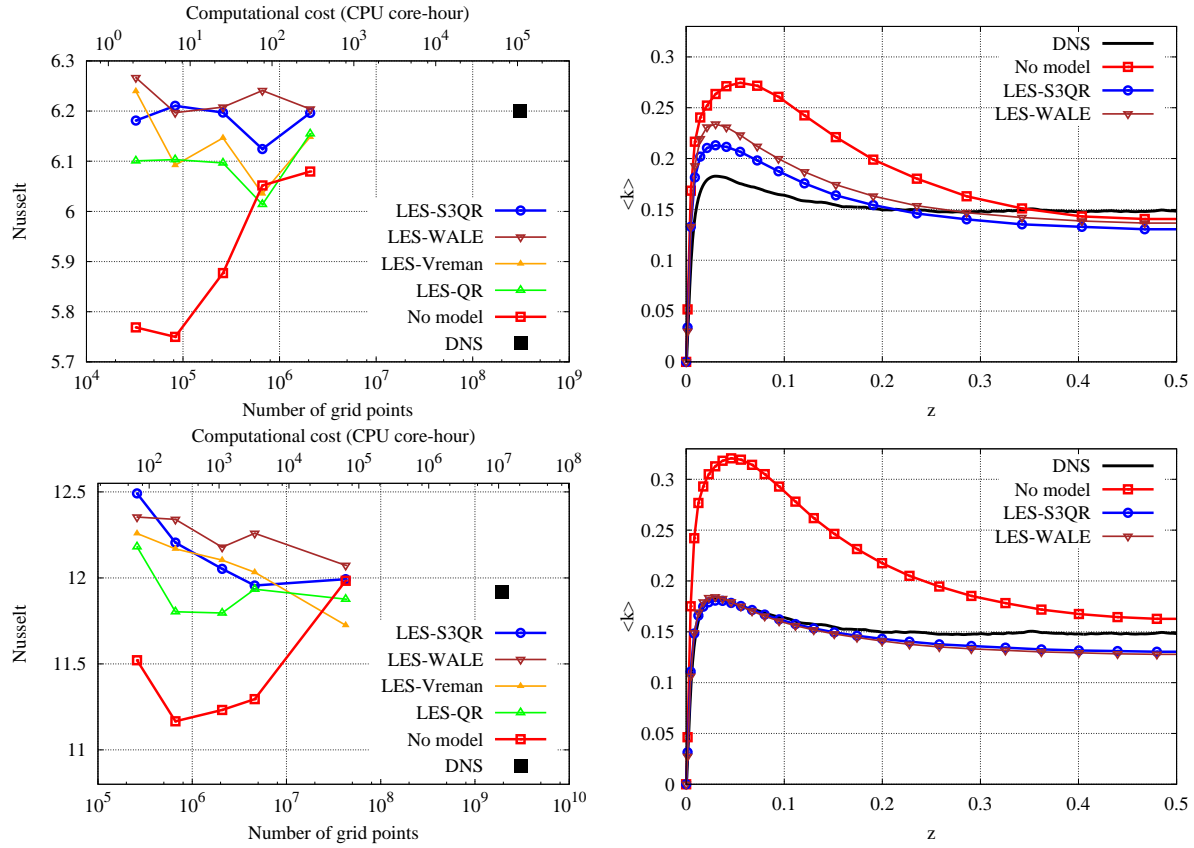 Computational cost (CPU core-hour)
10^0 10^1 10^2 10^3 10^4 10^5
6.3
6.2
6.1
6
5.9
5.8
5.7
Nusselt
LES-S3QR
LES-WALE
LES-Vreman
LES-QR
No model
DNS
10^4 10^5 10^6 10^7 10^8 10^9
Number of grid points
0.3
0.25
0.2
0.15
0.1
0.05
0
<k>
DNS
No model
LES-S3QR
LES-WALE
0 0.1 0.2 0.3 0.4 0.5
z
Computational cost (CPU core-hour)
10^2 10^3 10^4 10^5 10^6 10^7 10^8
12.5
12
11.5
11
Nusselt
LES-S3QR
LES-WALE
LES-Vreman
LES-QR
No model
DNS
10^5 10^6 10^7 10^8 10^9 10^10
Number of grid points
0.3
0.25
0.2
0.15
0.1
0.05
0
<k>
DNS
No model
LES-S3QR
LES-WALE
0 0.1 0.2 0.3 0.4 0.5
z